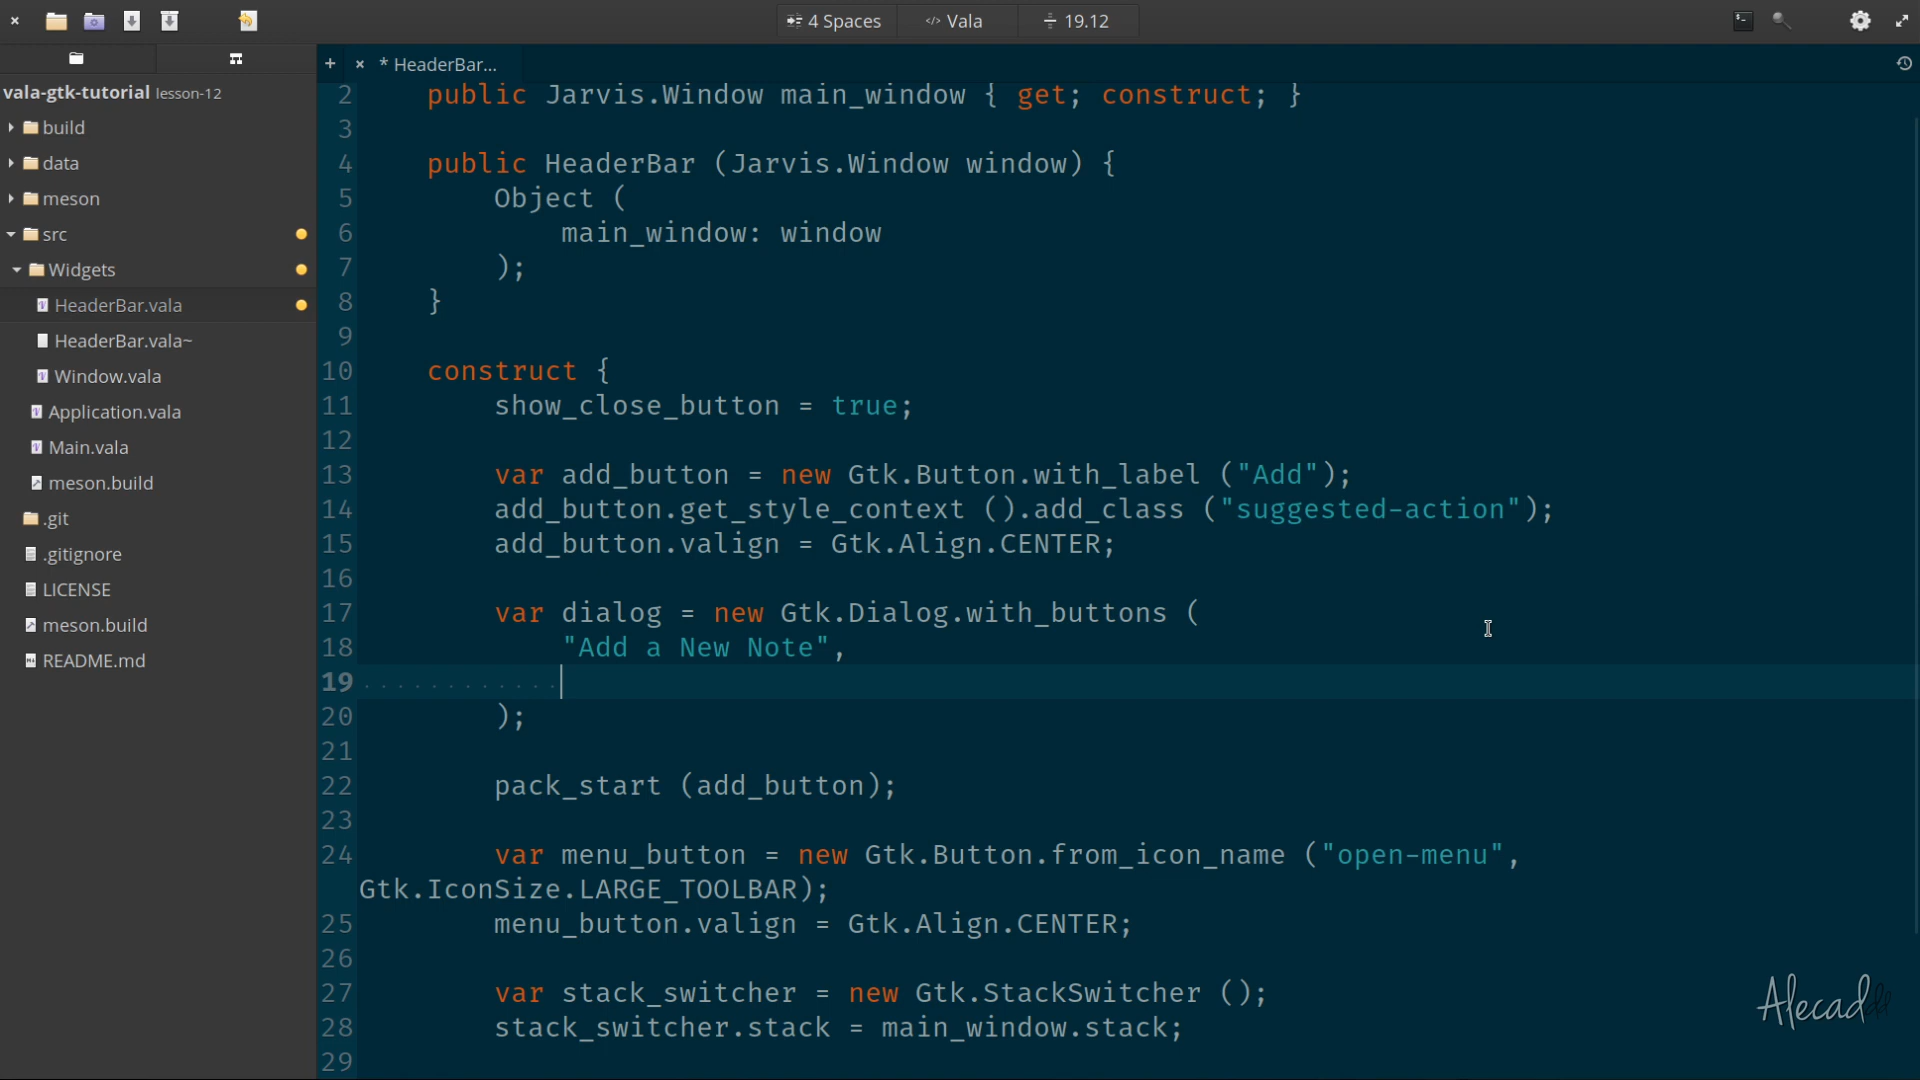 4 Spaces
</> Vala
19.12
+ × * HeaderBar...
vala-gtk-tutorial lesson-12
build
data
meson
src
Widgets
HeaderBar.vala
HeaderBar.vala~
Window.vala
Application.vala
Main.vala
meson.build
.git
.gitignore
LICENSE
meson.build
README.md
2 public Jarvis.Window main_window { get; construct; }
3
4 public HeaderBar (Jarvis.Window window) {
5 Object (
6 main_window: window
7 );
8 }
9
10 construct {
11 show_close_button = true;
12
13 var add_button = new Gtk.Button.with_label ("Add");
14 add_button.get_style_context ().add_class ("suggested-action");
15 add_button.valign = Gtk.Align.CENTER;
16
17 var dialog = new Gtk.Dialog.with_buttons (
18 "Add a New Note",
19
20 );
21
22 pack_start (add_button);
23
24 var menu_button = new Gtk.Button.from_icon_name ("open-menu",
Gtk.IconSize.LARGE_TOOLBAR);
25 menu_button.valign = Gtk.Align.CENTER;
26
27 var stack_switcher = new Gtk.StackSwitcher ();
28 stack_switcher.stack = main_window.stack;
29
Alecaddd